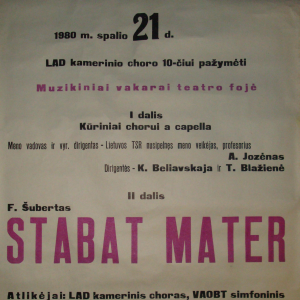 1980 m. spalio 21 d.
LAD kamerinio choro 10-čiui pažymėti
Muzikiniai vakarai teatro fojė
I dalis
Kūriniai chorui a capella
Meno vadovas ir vyr. dirigentas - Lietuvos TSR nusipelnęs meno veikėjas, profesorius
A. Jozėnas
Dirigentės - K. Beliavskaja ir T. Blažienė
II dalis
F. Šubertas
STABAT MATER
Atlikėjai: LAD kamerinis choras, VAOBT simfoninis